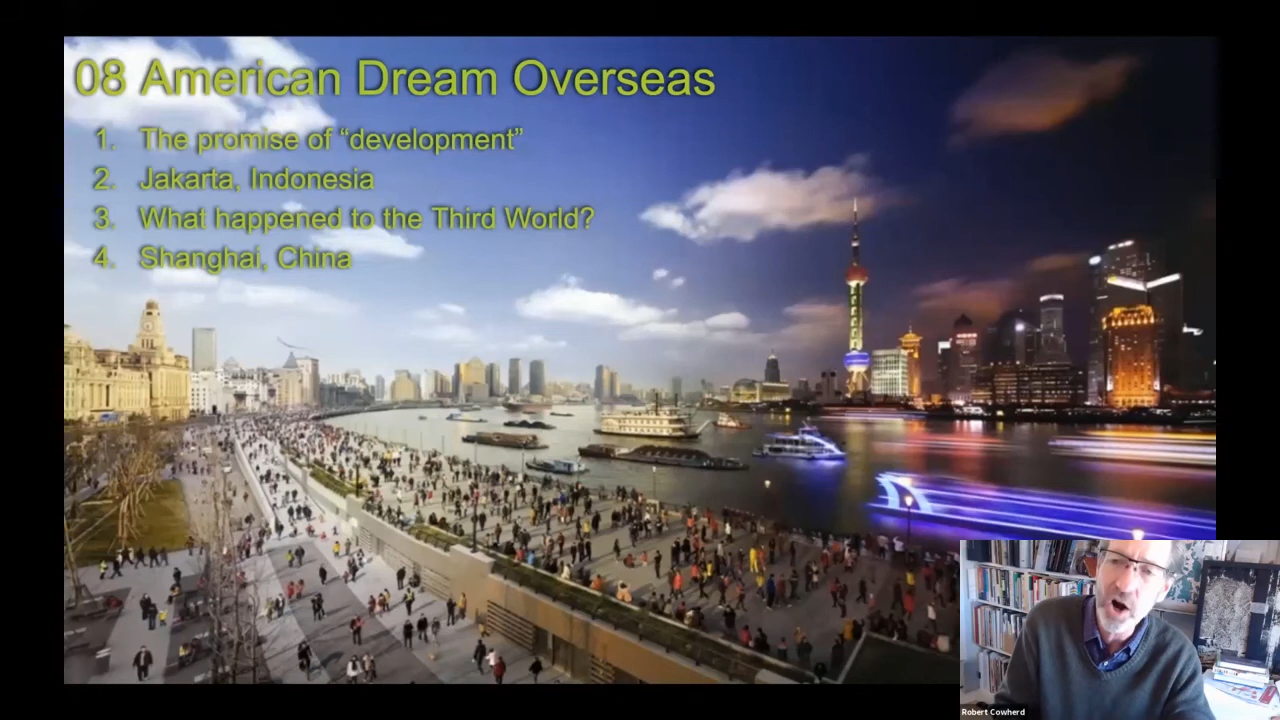 08 American Dream Overseas
1. The promise of “development”
2. Jakarta, Indonesia
3. What happened to the Third World?
4. Shanghai, China
Robert Cowherd